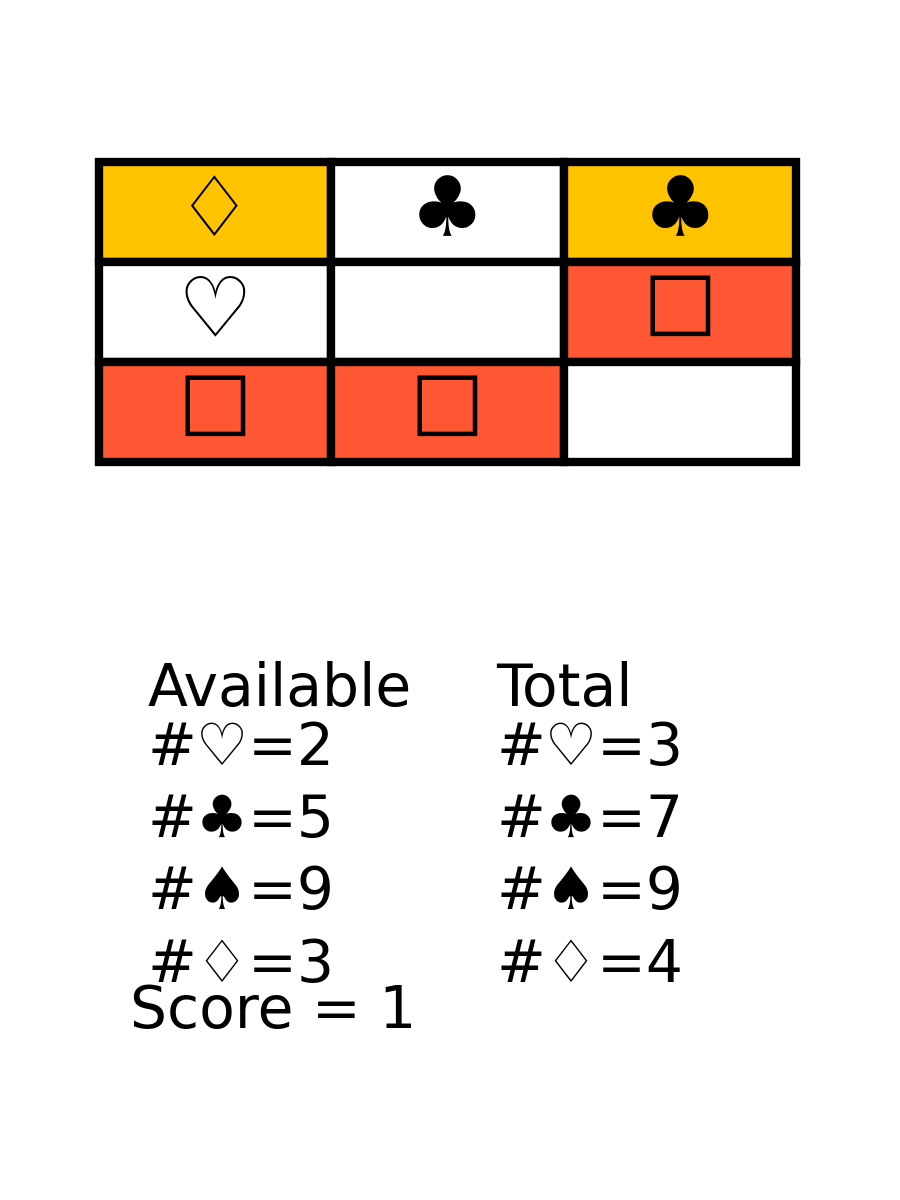 ♢ ♣ ♣
♡ □
□ □
Available Total
#♡=2 #♡=3
#♣=5 #♣=7
#♠=9 #♠=9
#♢=3 #♢=4
Score = 1